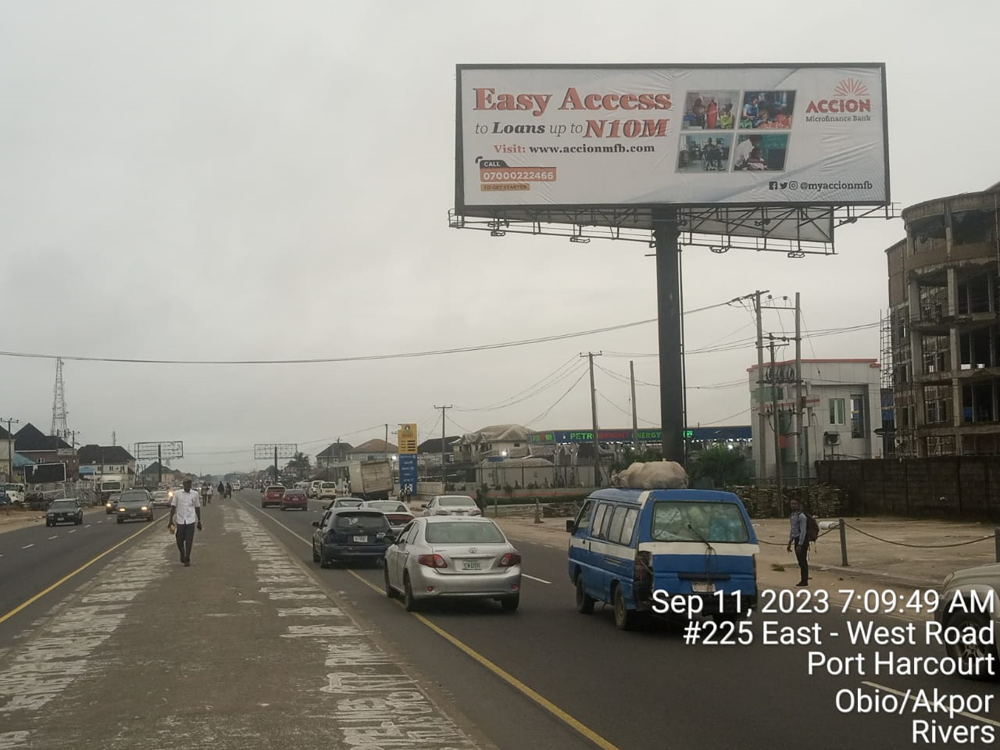 Easy Access
to Loans up to N10M
Visit: www.accionmfb.com
CALL
07000222466
TO GET STARTED
ACCION
Microfinance Bank
@myaccionmfb
PETR
ENERGY
Sep 11, 2023 7:09:49 AM
#225 East - West Road
Port Harcourt
Obio/Akpor
Rivers